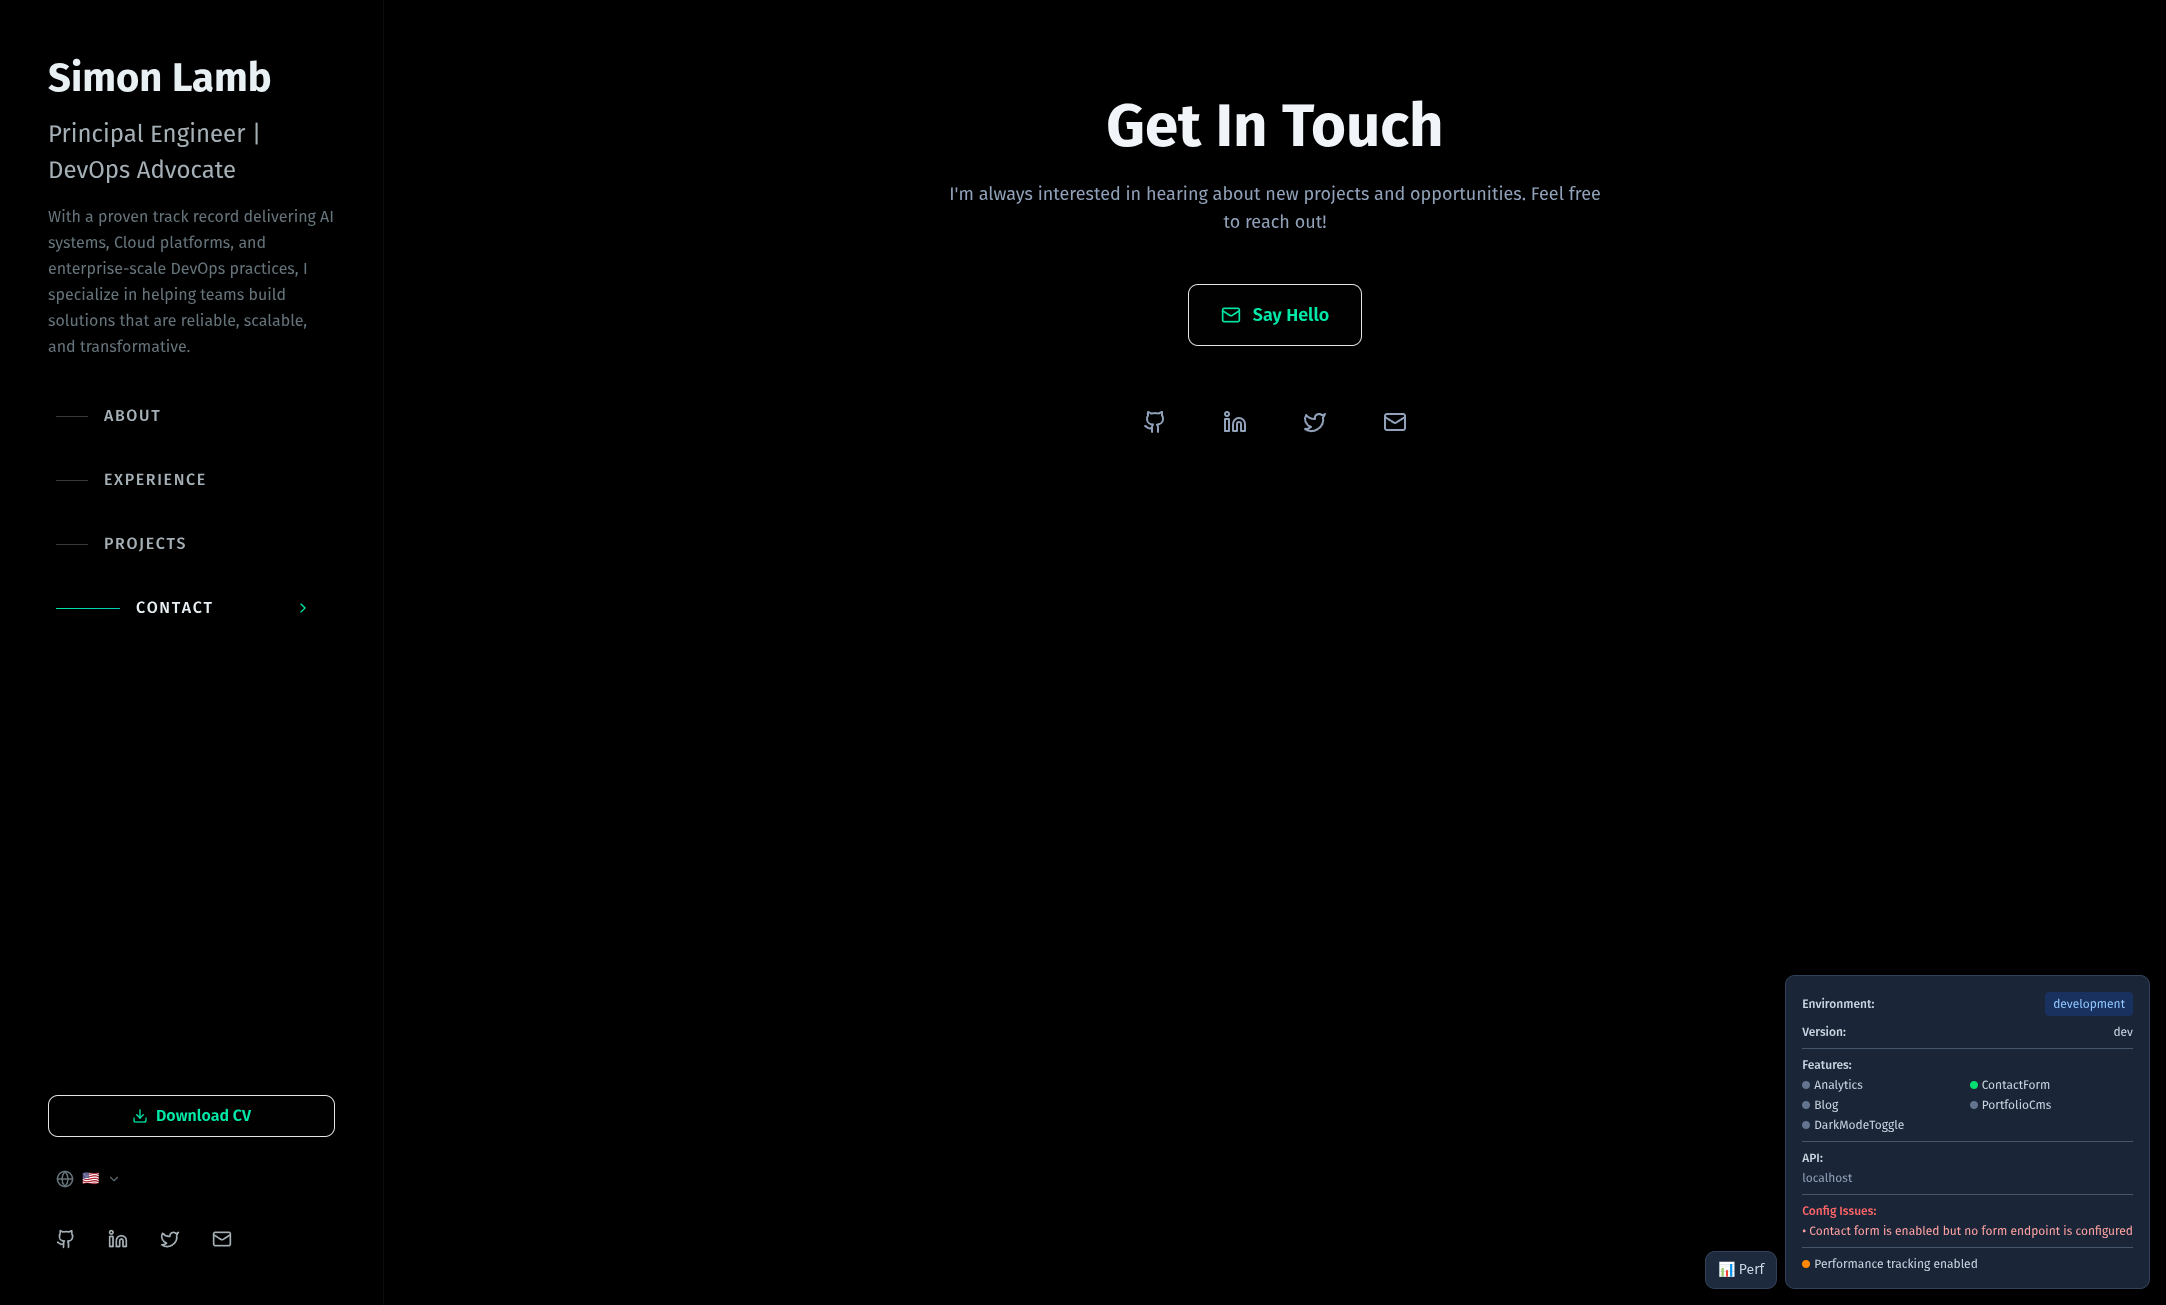 Simon Lamb
Principal Engineer |
DevOps Advocate
With a proven track record delivering AI
systems, Cloud platforms, and
enterprise-scale DevOps practices, I
specialize in helping teams build
solutions that are reliable, scalable,
and transformative.
ABOUT
EXPERIENCE
PROJECTS
CONTACT
Download CV
Get In Touch
I'm always interested in hearing about new projects and opportunities. Feel free
to reach out!
Say Hello
Perf
Environment: development
Version: dev
Features:
Analytics ContactForm
Blog PortfolioCms
DarkModeToggle
API:
localhost
Config Issues:
• Contact form is enabled but no form endpoint is configured
Performance tracking enabled